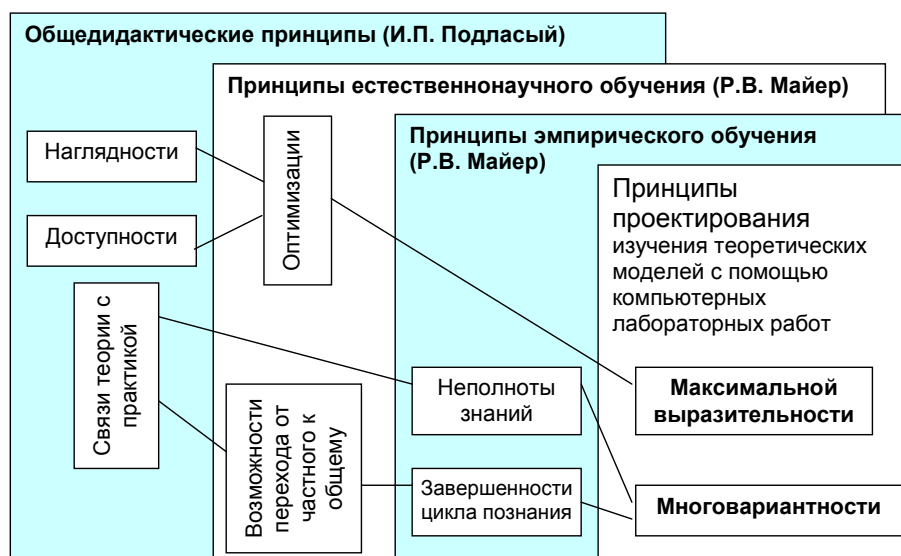 Общедидактические принципы (И.П. Подласый)
Принципы естественнонаучного обучения (Р.В. Майер)
Принципы эмпирического обучения
(Р.В. Майер)
Принципы
проектирования
изучения теоретических
моделей с помощью
компьютерных
лабораторных работ
Наглядности
Доступности
Оптимизации
Связи теории с
практикой
Возможности
перехода от
частного к
общему
Неполноты
знаний
Завершенности
цикла познания
Максимальной
выразительности
Многовариантности